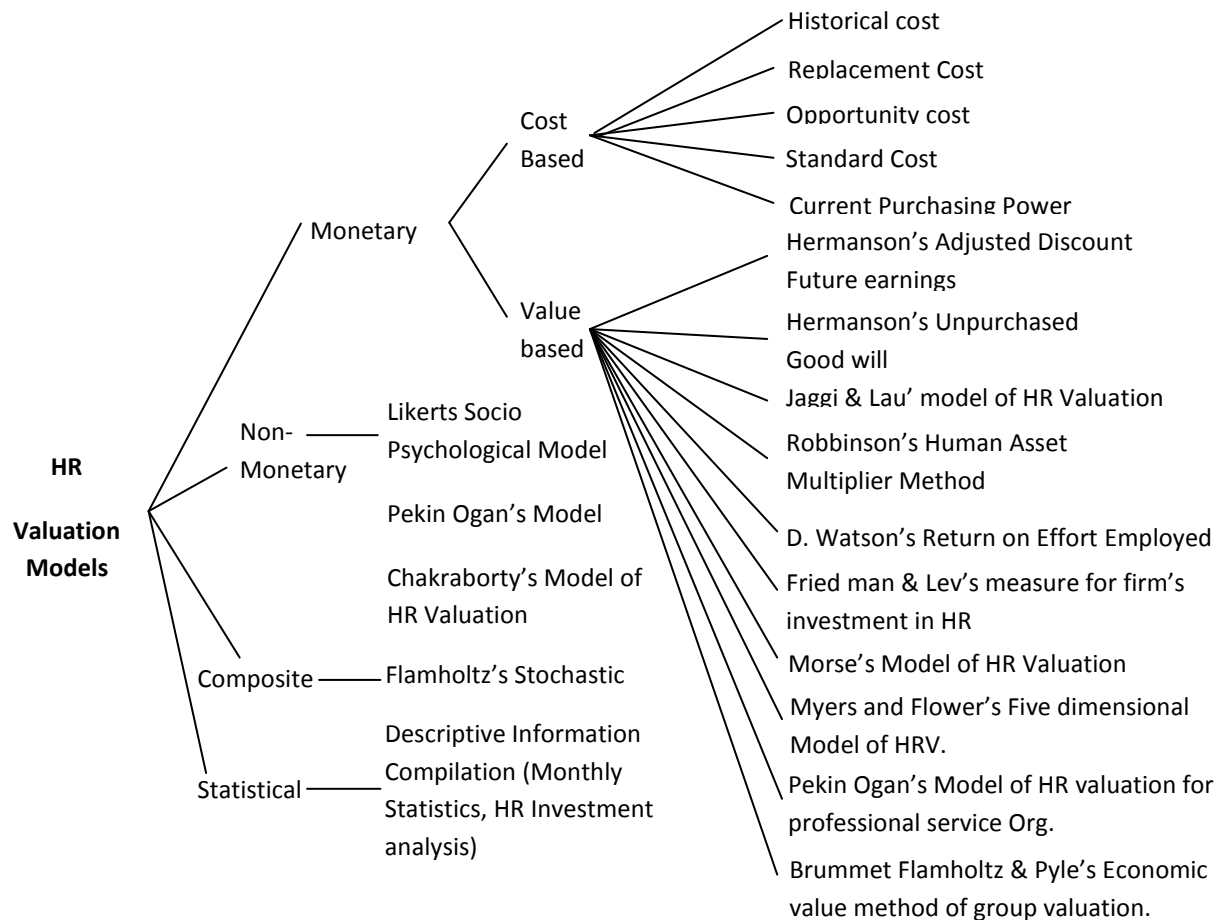 HR
Valuation
Models
Monetary
Cost
Based
Historical cost
Replacement Cost
Opportunity cost
Standard Cost
Current Purchasing Power
Value
based
Hermanson's Adjusted Discount
Future earnings
Hermanson's Unpurchased
Good will
Jaggi & Lau' model of HR Valuation
Robbinson's Human Asset
Multiplier Method
D. Watson's Return on Effort Employed
Fried man & Lev's measure for firm's
investment in HR
Morse's Model of HR Valuation
Myers and Flower's Five dimensional
Model of HRV.
Pekin Ogan's Model of HR valuation for
professional service Org.
Brummet Flamholtz & Pyle's Economic
value method of group valuation.
Non-
Monetary
Likerts Socio
Psychological Model
Pekin Ogan's Model
Chakraborty's Model of
HR Valuation
Composite
Flamholtz's Stochastic
Statistical
Descriptive Information
Compilation (Monthly
Statistics, HR Investment
analysis)